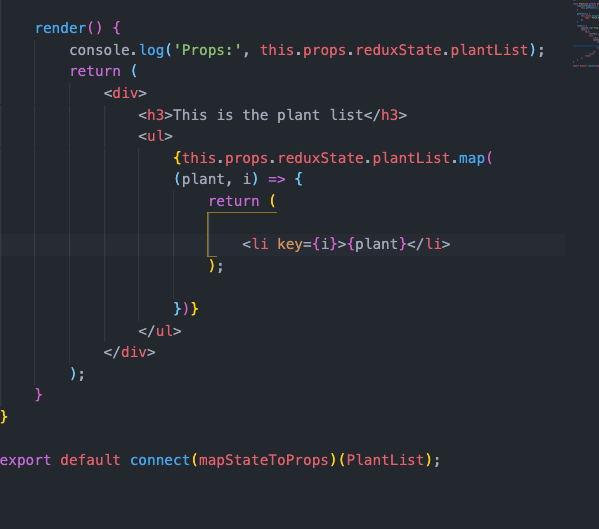 render() {
console.log('Props:', this.props.reduxState.plantList);
return (
<div>
<h3>This is the plant list</h3>
<ul>
{this.props.reduxState.plantList.map(
(plant, i) => {
return (
<li key={i}>{plant}</li>
);
})}
</ul>
</div>
);
}
}
export default connect(mapStateToProps)(PlantList);